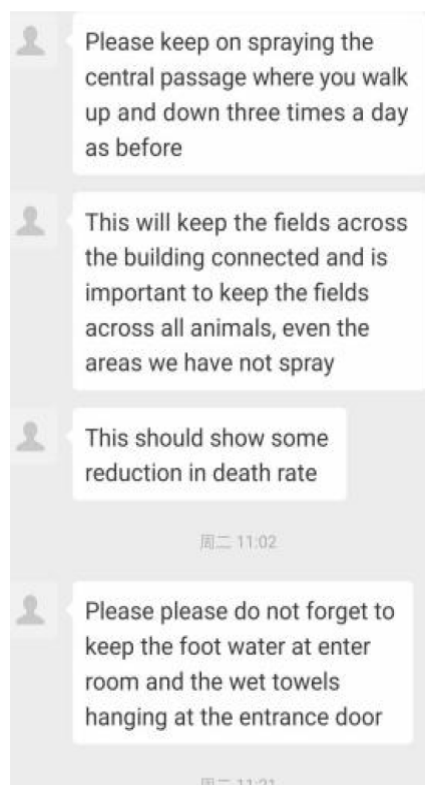 Please keep on spraying the
central passage where you walk
up and down three times a day
as before
This will keep the fields across
the building connected and is
important to keep the fields
across all animals, even the
areas we have not spray
This should show some
reduction in death rate
周二 11:02
Please please do not forget to
keep the foot water at enter
room and the wet towels
hanging at the entrance door
周二 11:21